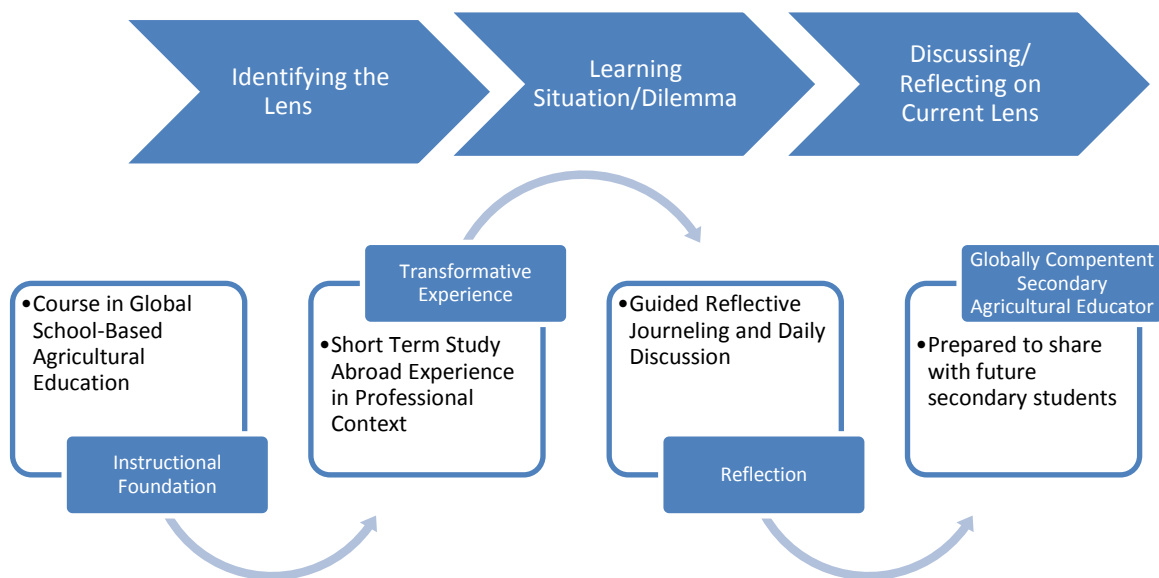 Identifying the
Lens
Learning
Situation/Dilemma
Discussing/
Reflecting on
Current Lens
•Course in Global
School-Based
Agricultural
Education
Instructional
Foundation
Transformative
Experience
•Short Term Study
Abroad Experience
in Professional
Context
•Guided Reflective
Journeling and Daily
Discussion
Reflection
Globally Compentent
Secondary
Agricultural Educator
•Prepared to share
with future
secondary students